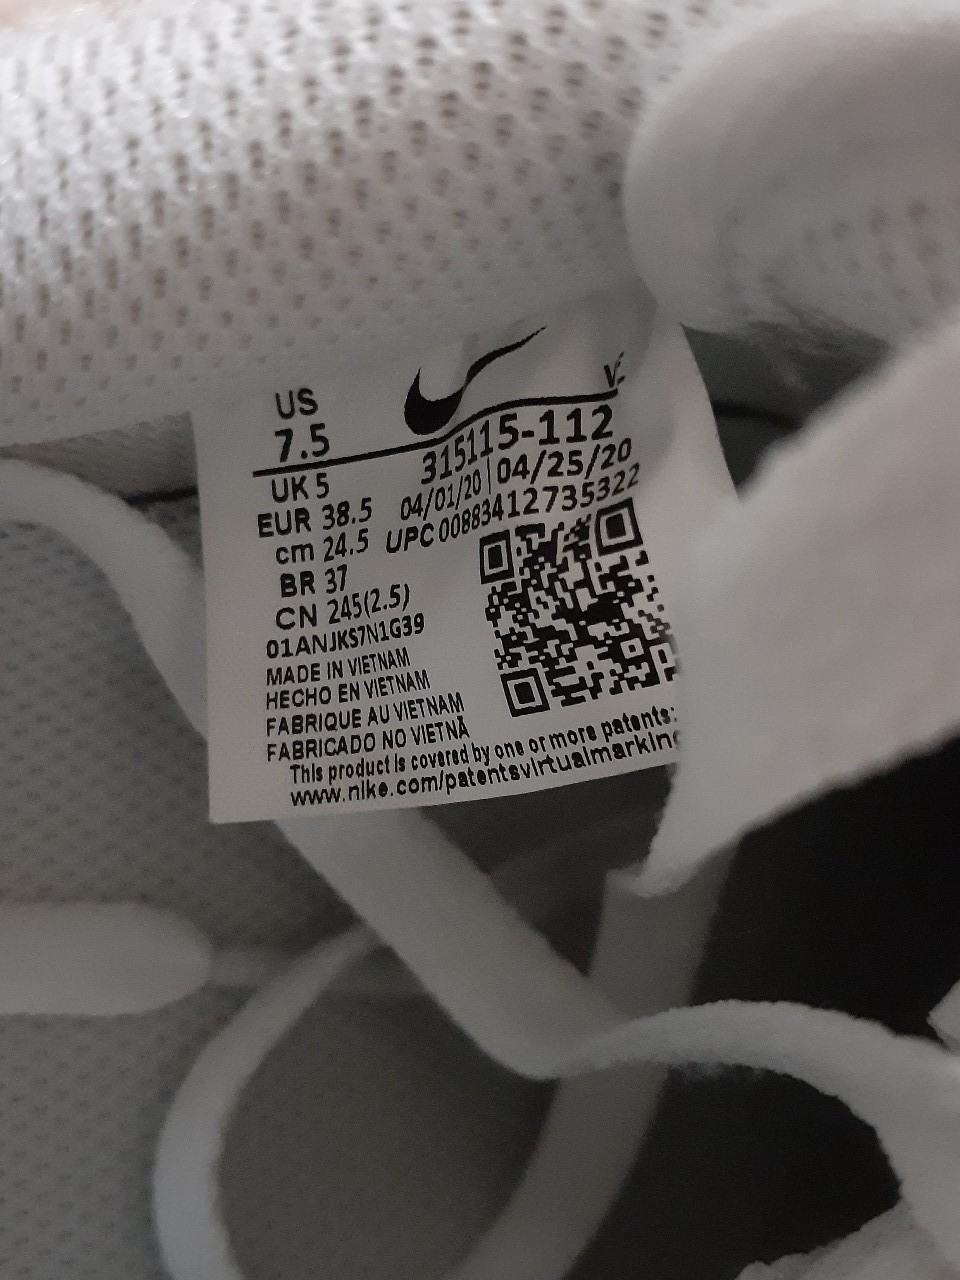 US
7.5
UK 5
EUR 38.5
cm 24.5
BR 37
CN 245(2.5)
315115-112
04/01/20 | 04/25/20
UPC 00883412735322
01ANJKS7N1G39
MADE IN VIETNAM
HECHO EN VIETNAM
FABRIQUE AU VIETNAM
FABRICADO NO VIETNÃ
This product is covered by one or more patents:
www.nike.com/patentsvirtualmarking